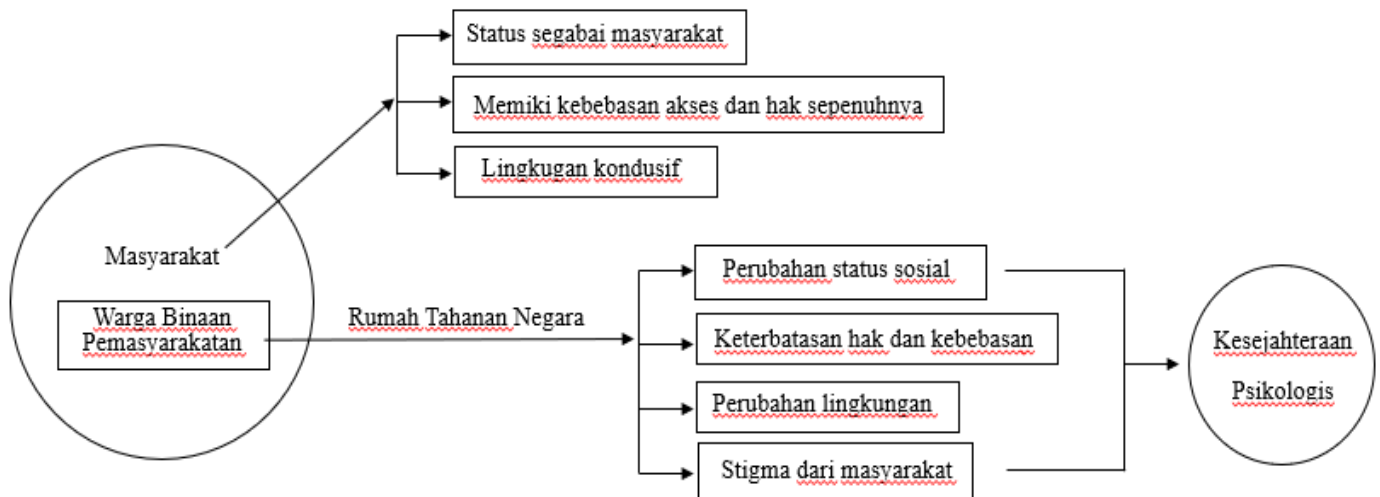 Status segabai masyarakat
Memiki kebebasan akses dan hak sepenuhnya
Lingkugan kondusif
Masyarakat
Warga Binaan
Pemasyarakatan
Rumah Tahanan Negara
Perubahan status sosial
Keterbatasan hak dan kebebasan
Perubahan lingkungan
Stigma dari masyarakat
Kesejahteraan
Psikologis